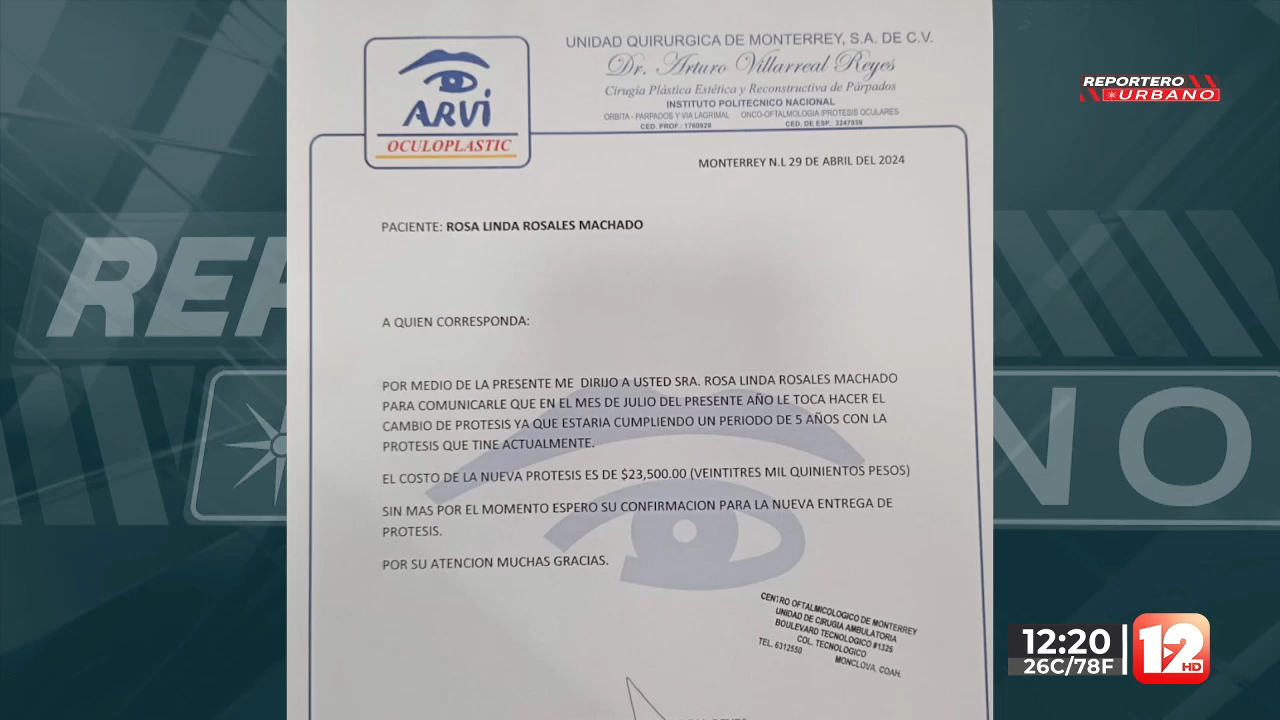 UNIDAD QUIRURGICA DE MONTERREY, S.A. DE C.V.
Dr. Arturo Villarreal Reyes
Cirugía Plástica Estética y Reconstructiva de Párpados
INSTITUTO POLITECNICO NACIONAL
ORBITA - PARPADOS Y VIA LAGRIMAL ONCO-OFTALMOLOGIA /PROTESIS OCULARES
CED. PROF.: 1760929 CED. DE ESP.: 3247939
ARVi
OCULOPLASTIC
REPORTERO
URBANO
MONTERREY N.L 29 DE ABRIL DEL 2024
PACIENTE: ROSA LINDA ROSALES MACHADO
A QUIEN CORRESPONDA:
POR MEDIO DE LA PRESENTE ME DIRIJO A USTED SRA. ROSA LINDA ROSALES MACHADO
PARA COMUNICARLE QUE EN EL MES DE JULIO DEL PRESENTE AÑO LE TOCA HACER EL
CAMBIO DE PROTESIS YA QUE ESTARIA CUMPLIENDO UN PERIODO DE 5 AÑOS CON LA
PROTESIS QUE TINE ACTUALMENTE.
EL COSTO DE LA NUEVA PROTESIS ES DE $23,500.00 (VEINTITRES MIL QUINIENTOS PESOS)
SIN MAS POR EL MOMENTO ESPERO SU CONFIRMACION PARA LA NUEVA ENTREGA DE
PROTESIS.
POR SU ATENCION MUCHAS GRACIAS.
CENTRO OFTALMICOLOGICO DE MONTERREY
UNIDAD DE CIRUGIA AMBULATORIA
BOULEVARD TECNOLOGICO #1325
COL. TECNOLOGICO
TEL. 6312550 MONCLOVA, COAH.
REP
NO
12:20
26C/78F
12
HD